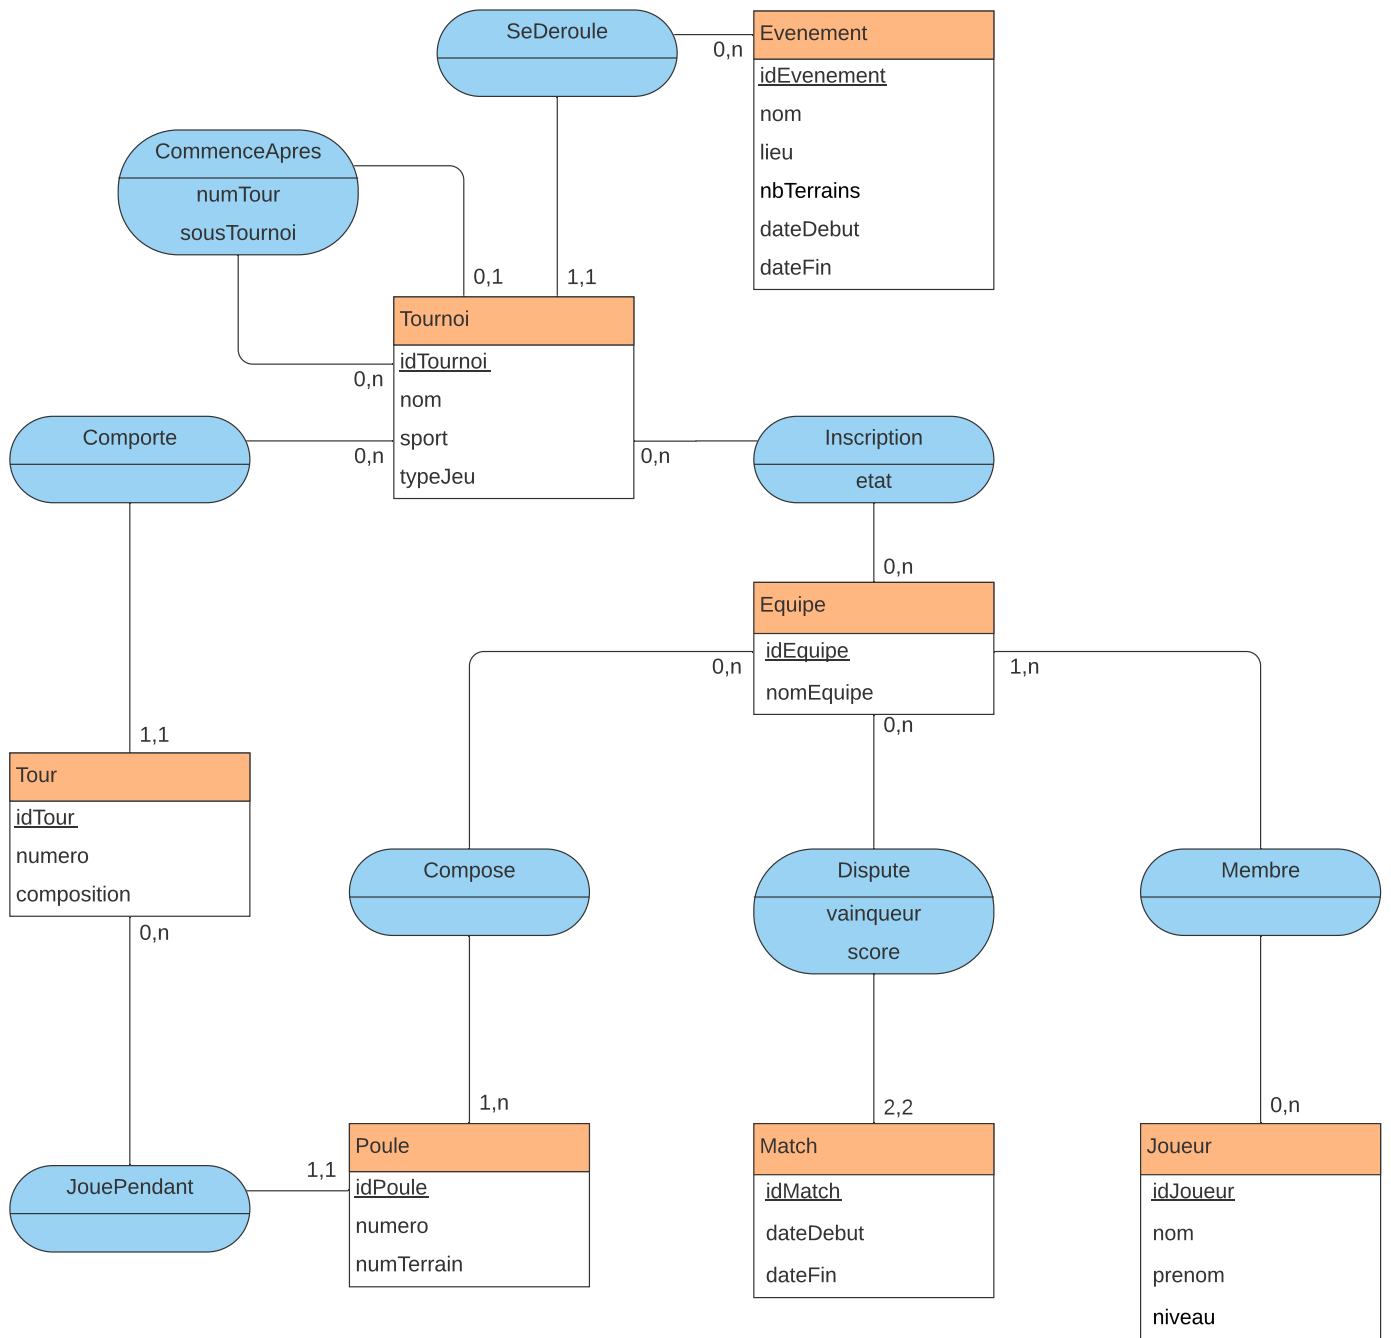 SeDeroule
0,n
Evenement
idEvenement
nom
lieu
nbTerrains
dateDebut
dateFin
CommenceApres
numTour
sousTournoi
0,1
1,1
0,n
Tournoi
idTournoi
nom
sport
typeJeu
Comporte
0,n
0,n
Inscription
etat
0,n
Equipe
idEquipe
nomEquipe
0,n
1,n
0,n
1,1
Tour
idTour
numero
composition
0,n
Compose
Dispute
vainqueur
score
Membre
1,n
2,2
0,n
JouePendant
1,1
Poule
idPoule
numero
numTerrain
Match
idMatch
dateDebut
dateFin
Joueur
idJoueur
nom
prenom
niveau